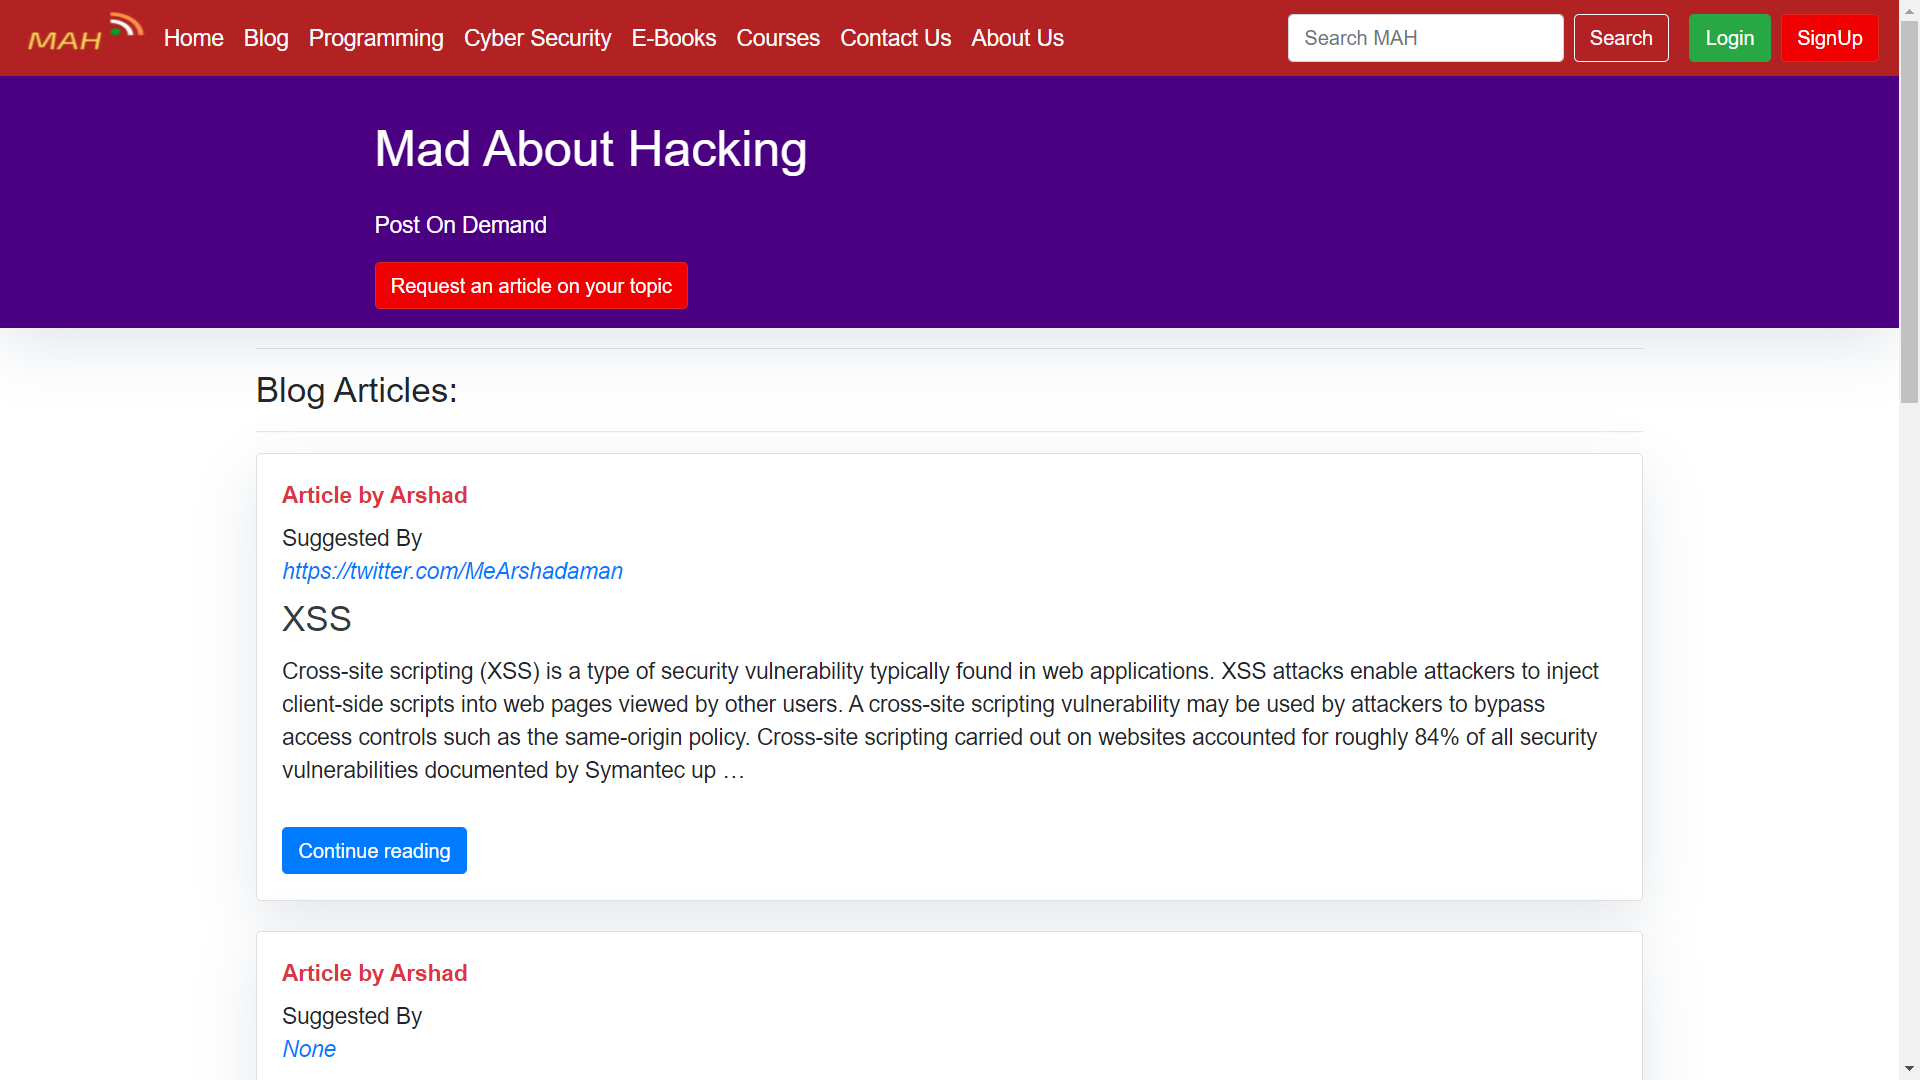 MAH
Home Blog Programming Cyber Security E-Books Courses Contact Us About Us Search MAH Search Login SignUp
Mad About Hacking
Post On Demand
Request an article on your topic
Blog Articles:
Article by Arshad
Suggested By
https://twitter.com/MeArshadaman
XSS
Cross-site scripting (XSS) is a type of security vulnerability typically found in web applications. XSS attacks enable attackers to inject
client-side scripts into web pages viewed by other users. A cross-site scripting vulnerability may be used by attackers to bypass
access controls such as the same-origin policy. Cross-site scripting carried out on websites accounted for roughly 84% of all security
vulnerabilities documented by Symantec up …
Continue reading
Article by Arshad
Suggested By
None